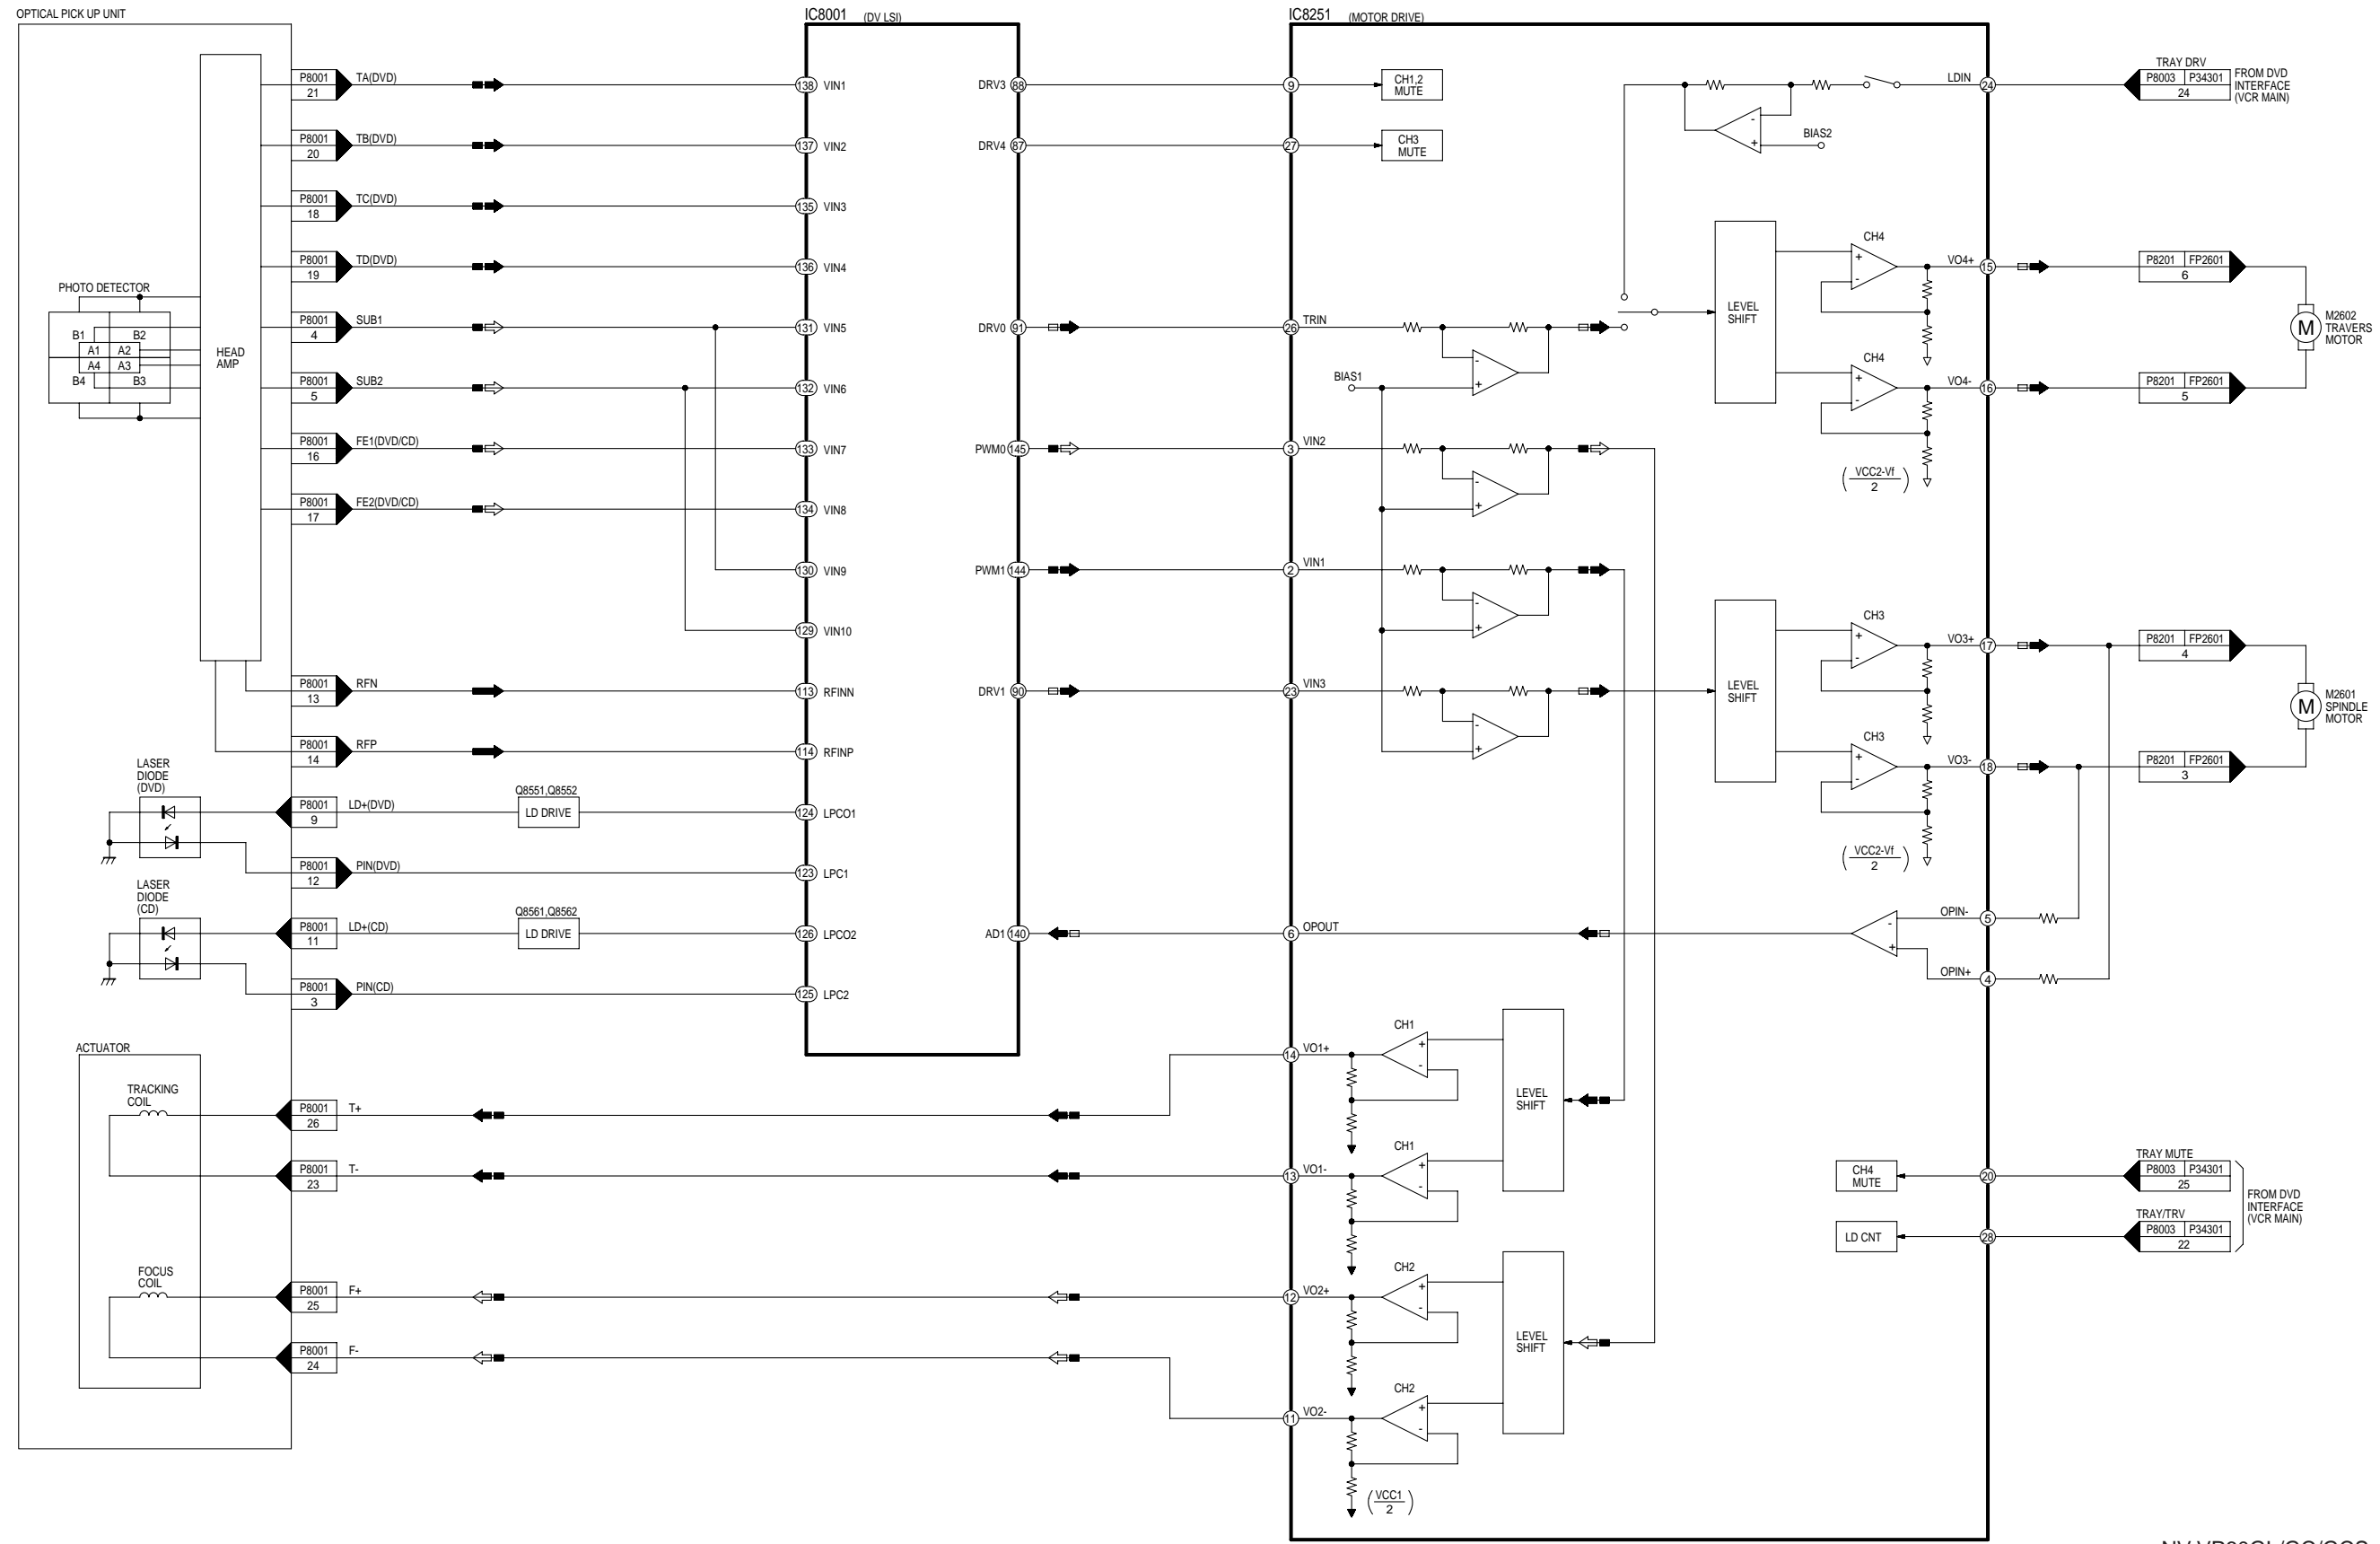 OPTICAL PICK UP UNIT
IC8001 (DV LSI)
IC8251 (MOTOR DRIVE)
P8001 21 TA(DVD)
138 VIN1
DRV3 88
9
CH1,2
MUTE
LDIN 24
TRAY DRV
P8003 P34301
24
FROM DVD
INTERFACE
(VCR MAIN)
P8001 20 TB(DVD)
137 VIN2
DRV4 87
27
CH3
MUTE
-
+
BIAS2
P8001 18 TC(DVD)
135 VIN3
P8001 19 TD(DVD)
136 VIN4
PHOTO DETECTOR
B1 B2
A1 A2
A4 A3
B4 B3
HEAD
AMP
P8001 4 SUB1
131 VIN5
DRV0 91
26 TRIN
-
+
BIAS1
LEVEL
SHIFT
CH4
+
-
VO4+ 15
P8201 FP2601
6
M
M2602
TRAVERS
MOTOR
P8001 5 SUB2
132 VIN6
CH4
+
-
VO4- 16
P8201 FP2601
5
P8001 16 FE1(DVD/CD)
133 VIN7
PWM0 145
3 VIN2
-
+
( VCC2-Vf
2 )
P8001 17 FE2(DVD/CD)
134 VIN8
130 VIN9
PWM1 144
2 VIN1
-
+
129 VIN10
P8001 13 RFN
113 RFINN
DRV1 90
23 VIN3
-
+
LEVEL
SHIFT
CH3
+
-
VO3+ 17
P8201 FP2601
4
M
M2601
SPINDLE
MOTOR
P8001 14 RFP
114 RFINP
CH3
+
-
VO3- 18
P8201 FP2601
3
LASER
DIODE
(DVD)
P8001 9 LD+(DVD)
Q8551,Q8552
LD DRIVE
124 LPCO1
( VCC2-Vf
2 )
P8001 12 PIN(DVD)
123 LPC1
LASER
DIODE
(CD)
P8001 11 LD+(CD)
Q8561,Q8562
LD DRIVE
126 LPCO2
AD1 140
6 OPOUT
-
+
OPIN- 5
OPIN+ 4
P8001 3 PIN(CD)
125 LPC2
ACTUATOR
TRACKING
COIL
P8001 26 T+
14 VO1+
CH1
+
-
LEVEL
SHIFT
P8001 23 T-
13 VO1-
CH1
+
-
CH4
MUTE
20
TRAY MUTE
P8003 P34301
25
LD CNT
28
TRAY/TRV
P8003 P34301
22
FROM DVD
INTERFACE
(VCR MAIN)
FOCUS
COIL
P8001 25 F+
12 VO2+
CH2
+
-
LEVEL
SHIFT
P8001 24 F-
11 VO2-
CH2
+
-
( VCC1
2 )